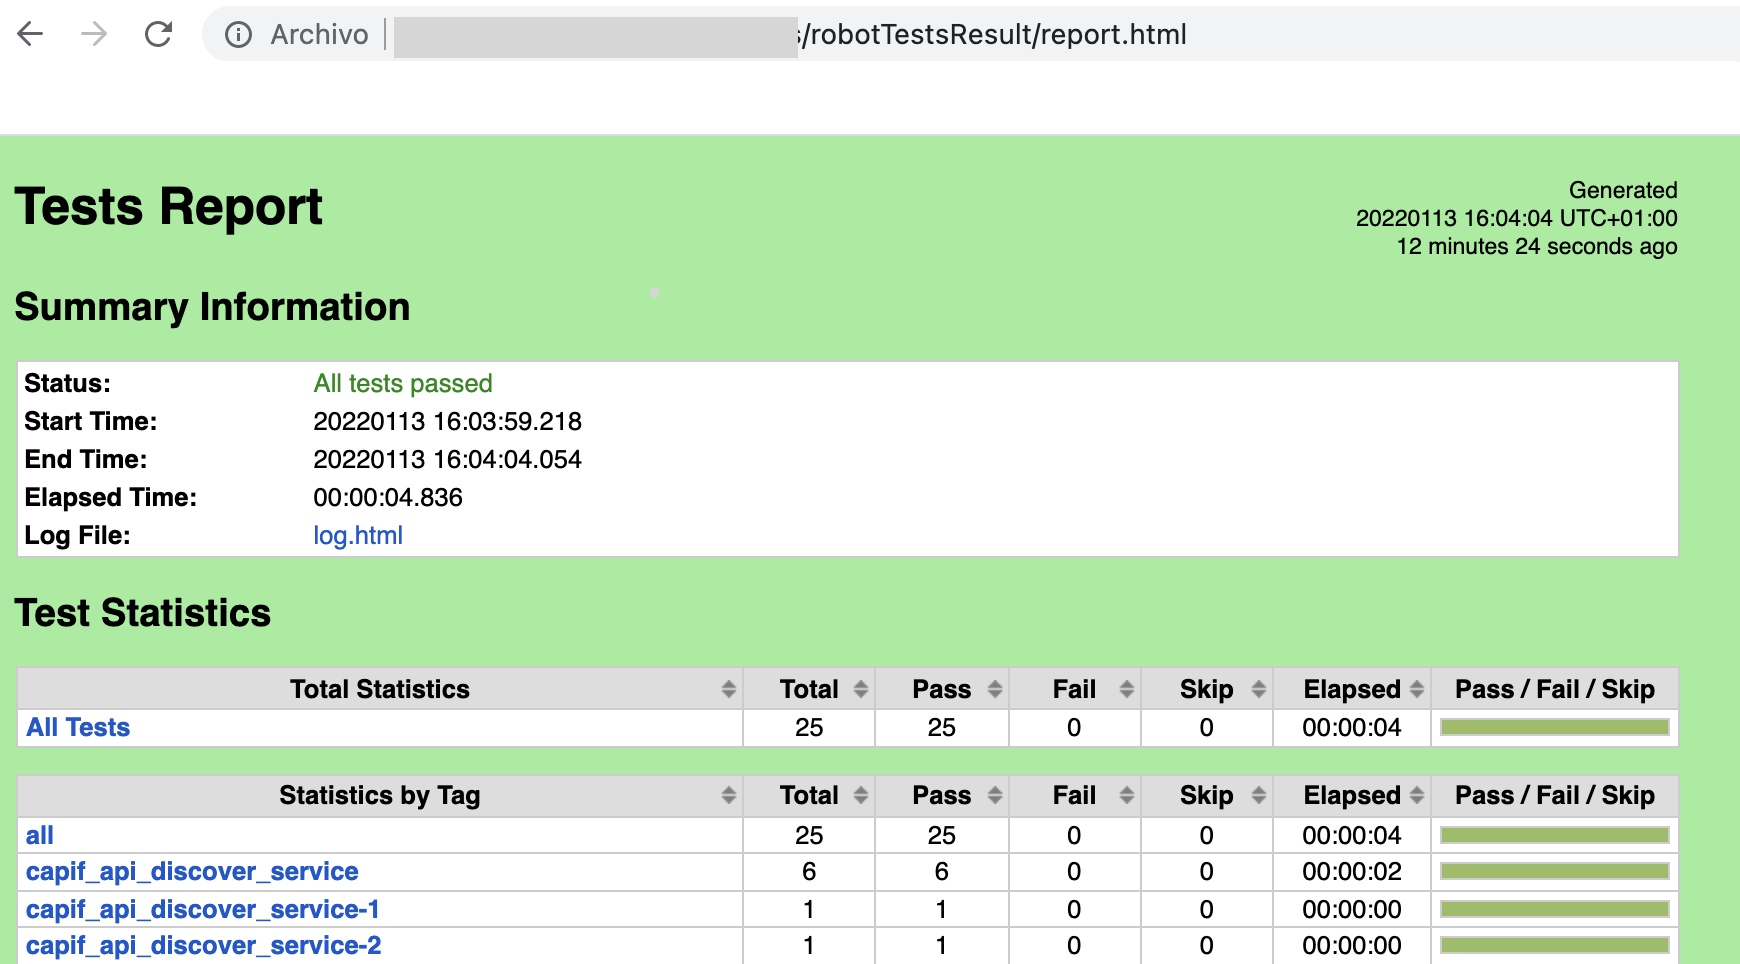 Archivo /robotTestsResult/report.html
Tests Report
Generated
20220113 16:04:04 UTC+01:00
12 minutes 24 seconds ago
Summary Information
Status: All tests passed
Start Time: 20220113 16:03:59.218
End Time: 20220113 16:04:04.054
Elapsed Time: 00:00:04.836
Log File: log.html
Test Statistics
Total Statistics Total Pass Fail Skip Elapsed Pass / Fail / Skip
All Tests 25 25 0 0 00:00:04
Statistics by Tag Total Pass Fail Skip Elapsed Pass / Fail / Skip
all 25 25 0 0 00:00:04
capif_api_discover_service 6 6 0 0 00:00:02
capif_api_discover_service-1 1 1 0 0 00:00:00
capif_api_discover_service-2 1 1 0 0 00:00:00